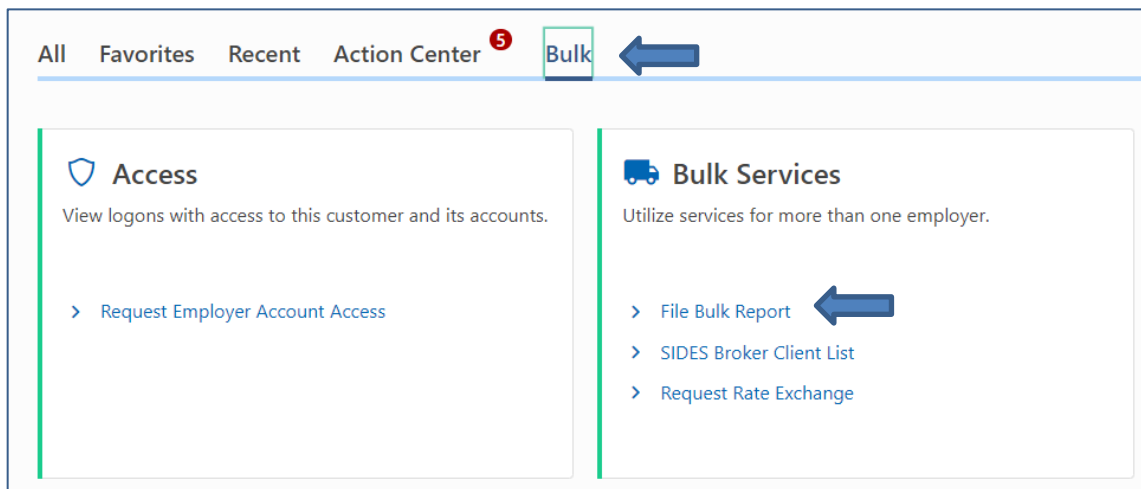 All Favorites Recent Action Center 5 Bulk
Access
View logons with access to this customer and its accounts.
Request Employer Account Access
Bulk Services
Utilize services for more than one employer.
File Bulk Report
SIDES Broker Client List
Request Rate Exchange